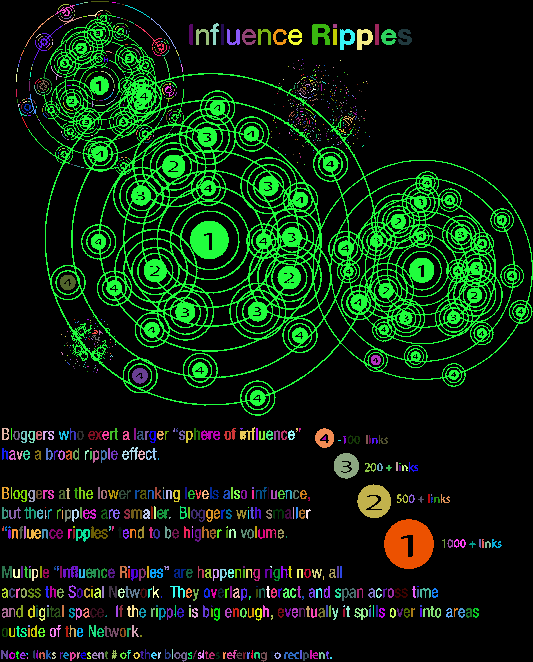 Influence Ripples
Bloggers who exert a larger "sphere of influence"
have a broad ripple effect.
4 -100 links
3 200 + links
2 500 + links
1 1000 + links
Bloggers at the lower ranking levels also influence,
but their ripples are smaller. Bloggers with smaller
"influence ripples" tend to be higher in volume.
Multiple "Influence Ripples" are happening right now, all
across the Social Network. They overlap, interact, and span across time
and digital space. If the ripple is big enough, eventually it spills over into areas
outside of the Network.
Note: links represent # of other blogs/sites referring to recipient.